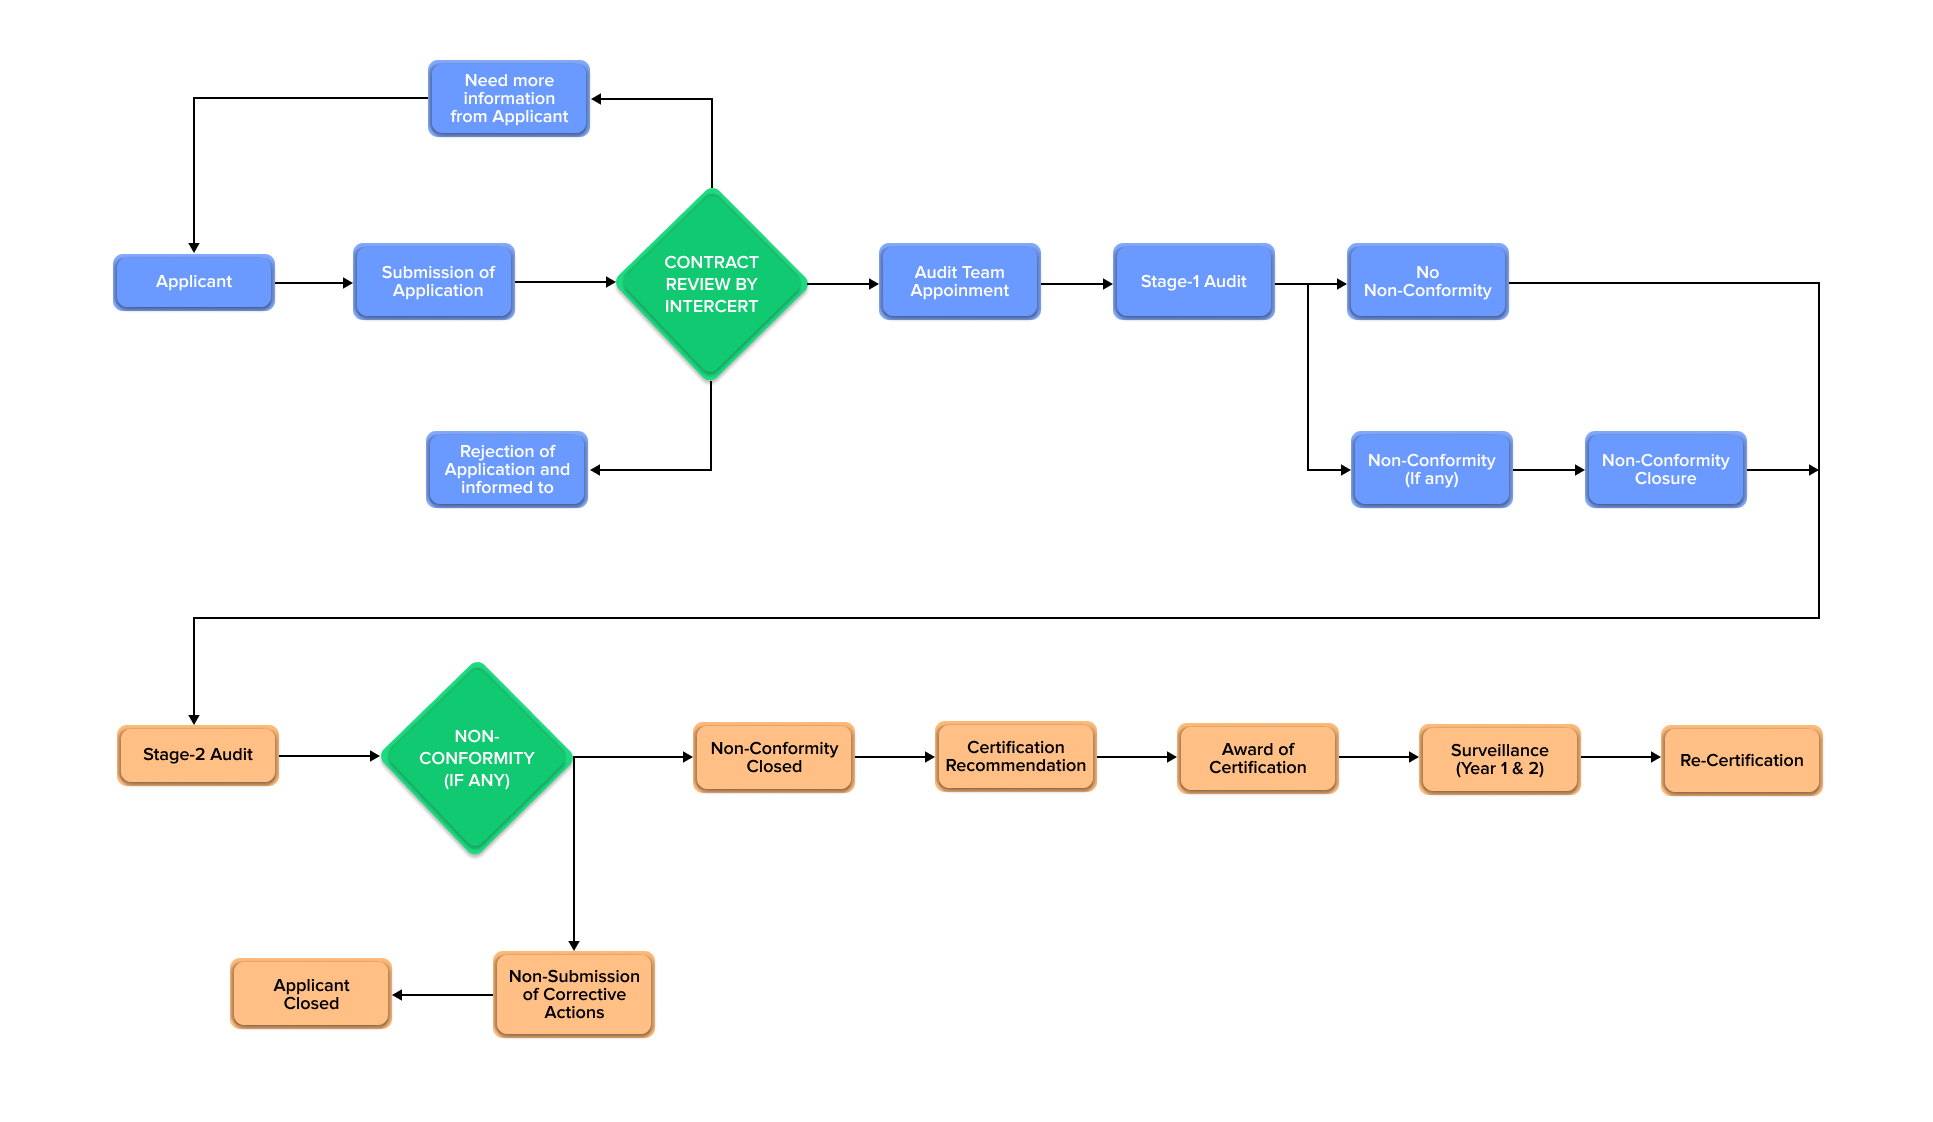 Need more
information
from Applicant
Applicant
Submission of
Application
CONTRACT
REVIEW BY
INTERCERT
Audit Team
Appoinment
Stage-1 Audit
No
Non-Conformity
Rejection of
Application and
informed to
Non-Conformity
(If any)
Non-Conformity
Closure
Stage-2 Audit
NON-
CONFORMITY
(IF ANY)
Non-Conformity
Closed
Certification
Recommendation
Award of
Certification
Surveillance
(Year 1 & 2)
Re-Certification
Applicant
Closed
Non-Submission
of Corrective
Actions